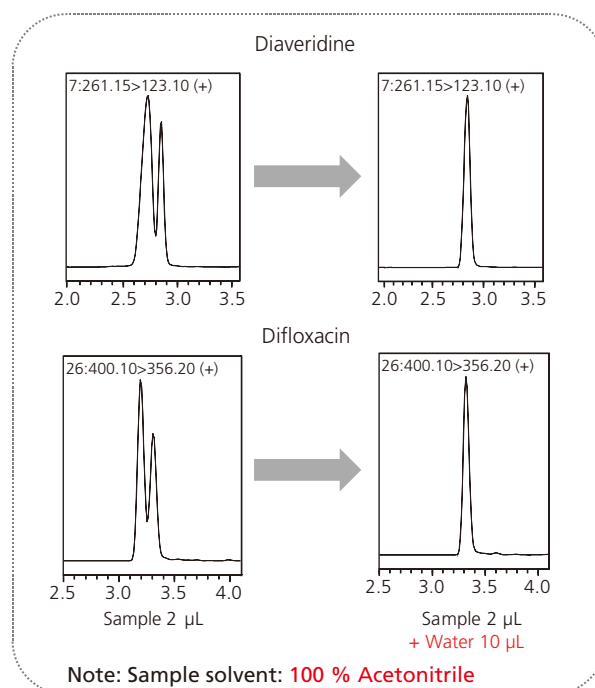 Diaveridine
7:261.15>123.10 (+)
7:261.15>123.10 (+)
2.0 2.5 3.0 3.5
2.0 2.5 3.0 3.5
Difloxacin
26:400.10>356.20 (+)
26:400.10>356.20 (+)
2.5 3.0 3.5 4.0
2.5 3.0 3.5 4.0
Sample 2 µL
Sample 2 µL
+ Water 10 µL
Note: Sample solvent: 100 % Acetonitrile